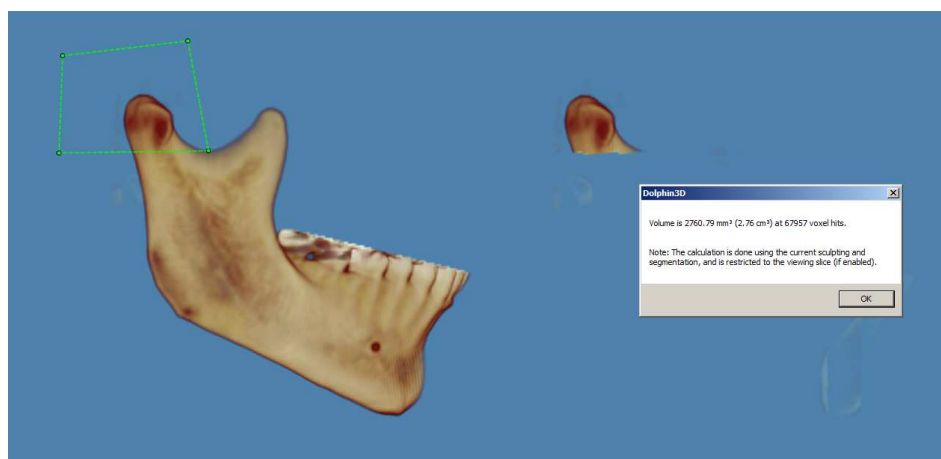 Dolphin3D
Volume is 2760.79 mm³ (2.76 cm³) at 67957 voxel hits.
Note: The calculation is done using the current sculpting and
segmentation, and is restricted to the viewing slice (if enabled).
OK